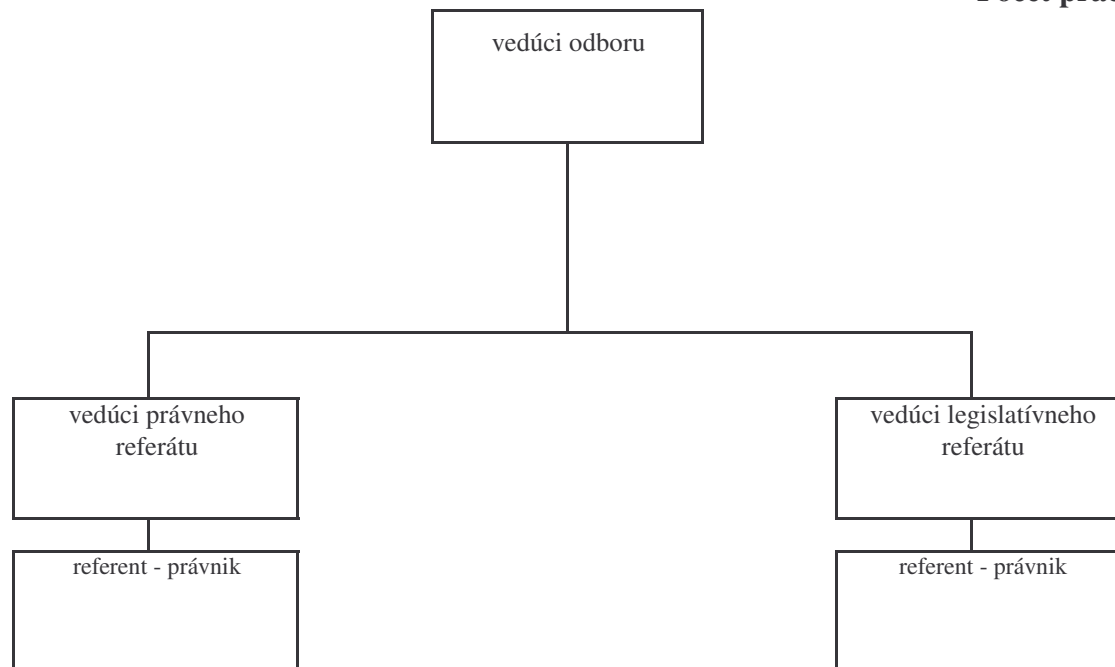 vedúci odboru
vedúci právneho
referátu
vedúci legislatívneho
referátu
referent - právnik
referent - právnik